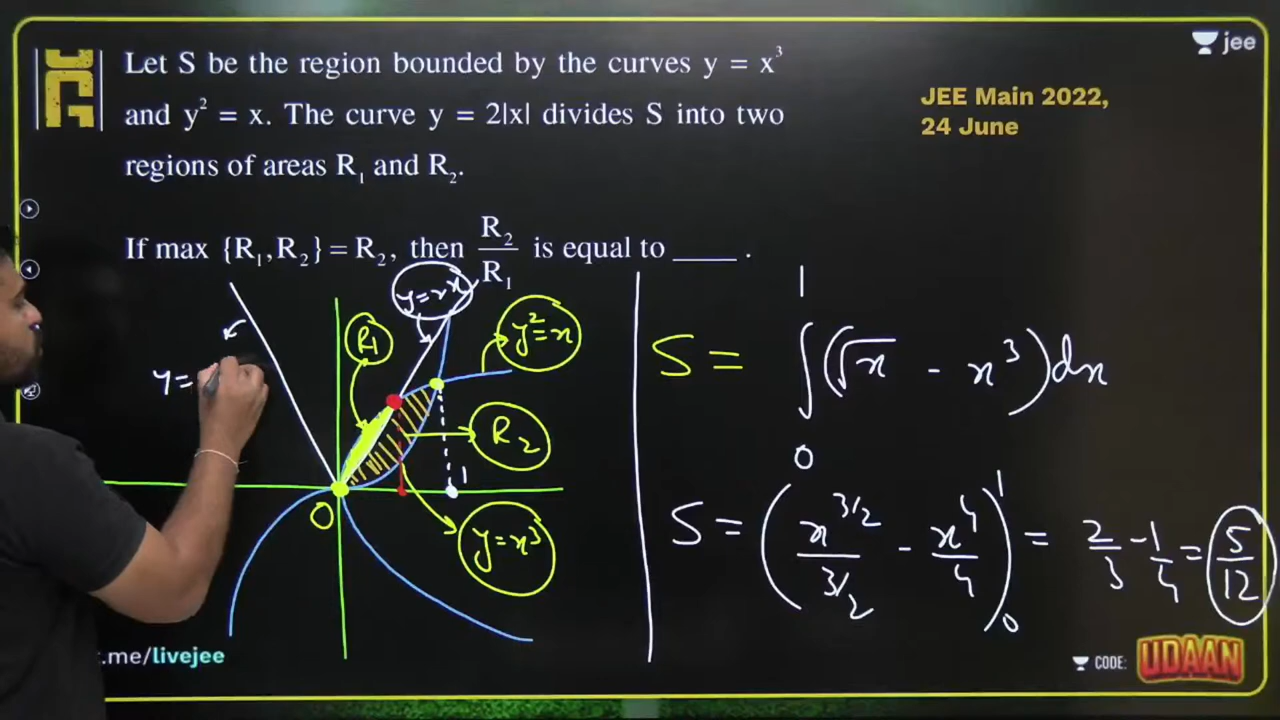 jee
Let S be the region bounded by the curves y = x³
and y² = x. The curve y = 2|x| divides S into two
regions of areas R₁ and R₂.
If max {R₁,R₂} = R₂, then R₂/R₁ is equal to ____ .
JEE Main 2022,
24 June
y=2x
R₁
y²=x
R₂
y=x³
y=
O
1
S = ∫₀¹ (√x - x³)dx
S = (x^{3/2}/(3/2) - x⁴/4)₀¹ = 2/3 - 1/4 = 5/12
.me/livejee
CODE: UDAAN